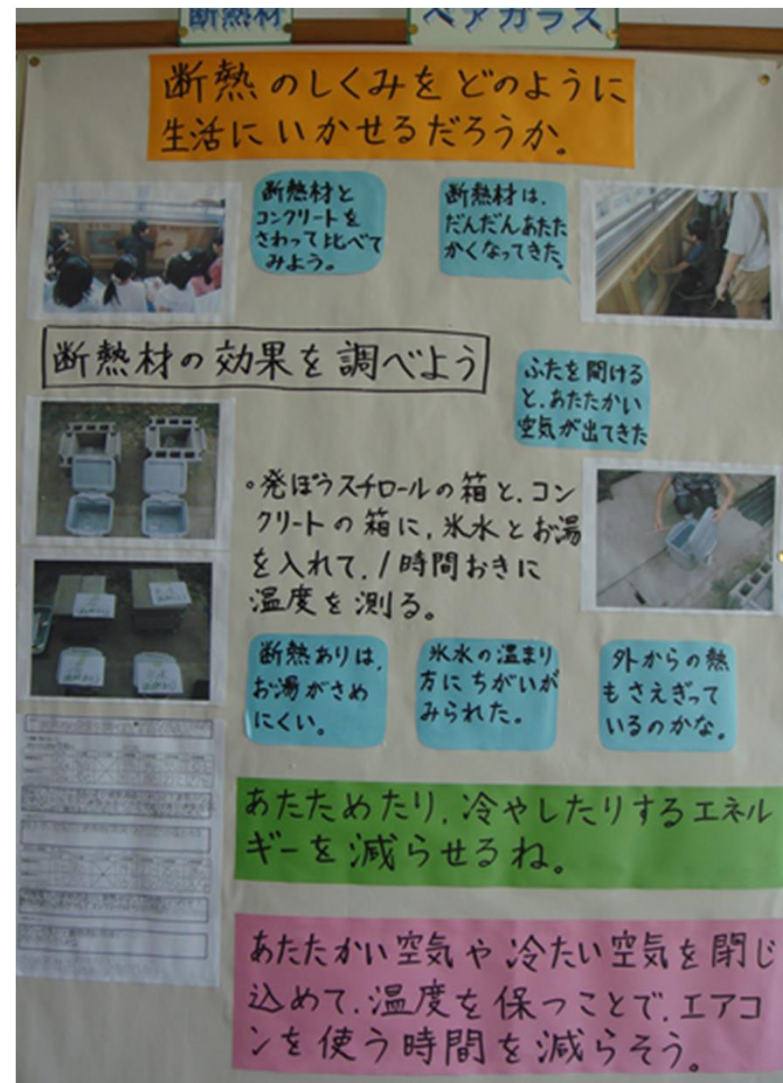 断熱材
ペアガラス
断熱のしくみをどのように
生活にいかせるだろうか。
断熱材と
コンクリートを
さわって比べて
みよう。
断熱材は、
だんだんあたた
かくなってきた。
断熱材の効果を調べよう
ふたを開ける
と、あたたかい
空気が出てきた
。発ぽうスチロールの箱と、コン
クリートの箱に、氷水とお湯
を入れて、1時間おきに
温度を測る。
断熱ありは、
お湯がさめ
にくい。
氷水の温まり
方にちがいが
みられた。
外からの熱
もさえぎって
いるのかな。
あたためたり、冷やしたりするエネル
ギーを減らせるね。
あたたかい空気や冷たい空気を閉じ
込めて、温度を保つことで、エアコ
ンを使う時間を減らそう。